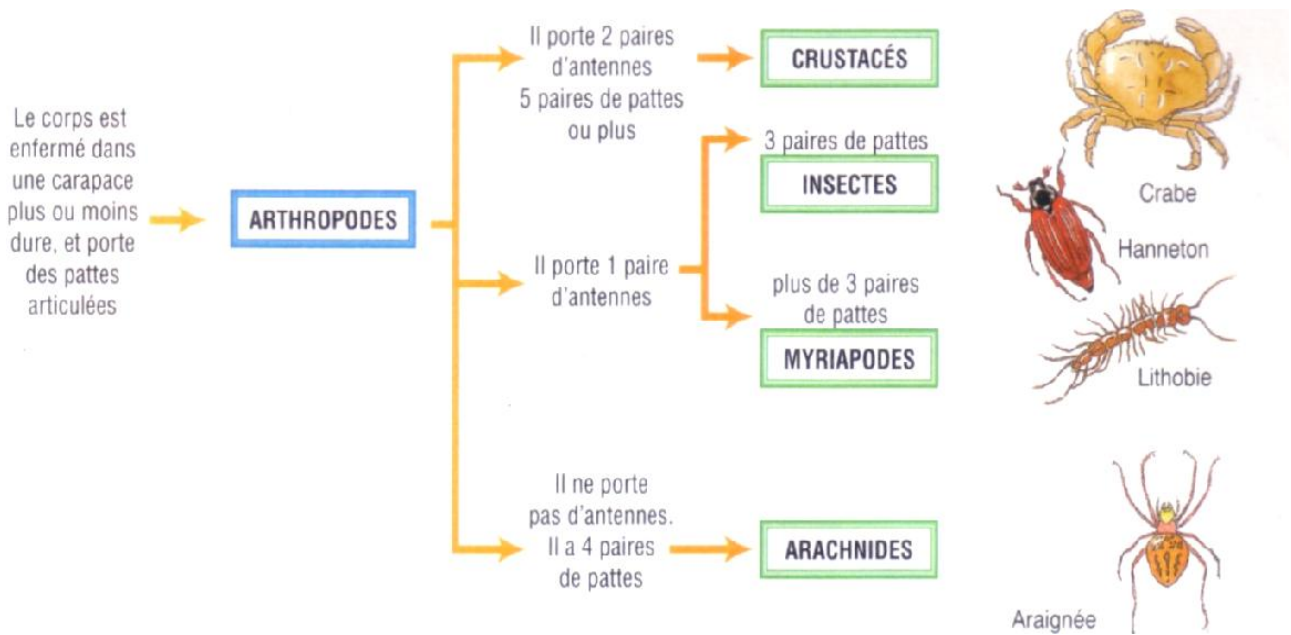 Le corps est
enfermé dans
une carapace
plus ou moins
dure, et porte
des pattes
articulées
ARTHROPODES
Il porte 2 paires
d'antennes
5 paires de pattes
ou plus
CRUSTACÉS
Il porte 1 paire
d'antennes
3 paires de pattes
INSECTES
plus de 3 paires
de pattes
MYRIAPODES
Il ne porte
pas d'antennes.
Il a 4 paires
de pattes
ARACHNIDES
Crabe
Hanneton
Lithobie
Araignée